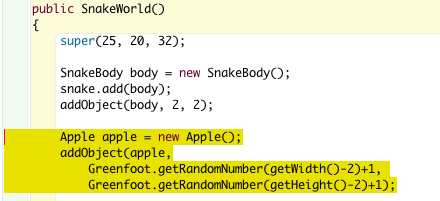 public SnakeWorld()
{
super(25, 20, 32);
SnakeBody body = new SnakeBody();
snake.add(body);
addObject(body, 2, 2);
Apple apple = new Apple();
addObject(apple,
Greenfoot.getRandomNumber(getWidth()-2)+1,
Greenfoot.getRandomNumber(getHeight()-2)+1);